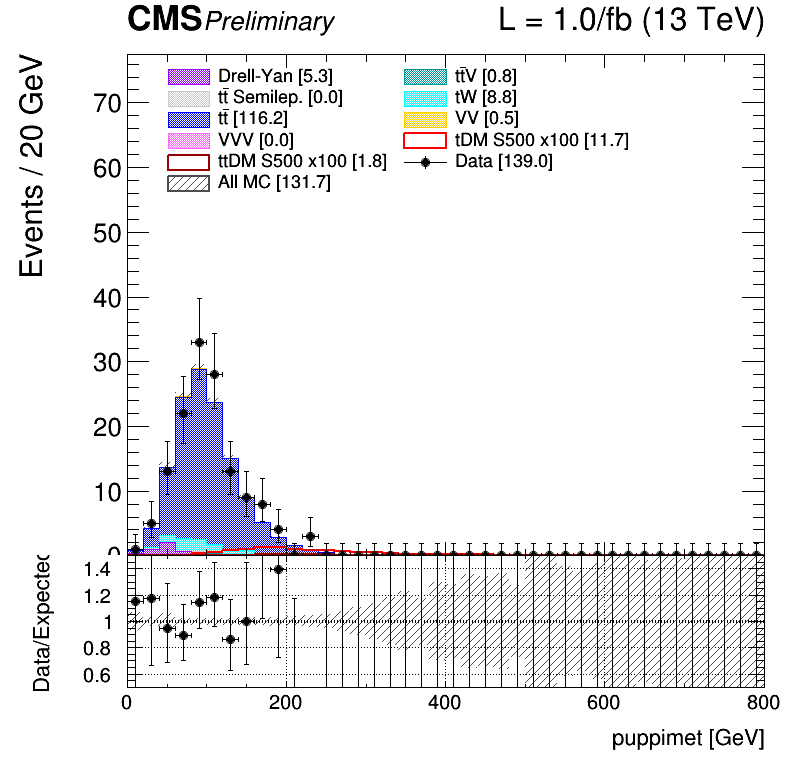 CMS Preliminary L = 1.0/fb (13 TeV)
Events / 20 GeV
Drell-Yan [5.3] tt̄V [0.8]
tt̄ Semilep. [0.0] tW [8.8]
tt̄ [116.2] VV [0.5]
VVV [0.0] tDM S500 x100 [11.7]
ttDM S500 x100 [1.8] Data [139.0]
All MC [131.7]
70
60
50
40
30
20
10
0
Data/Expected
1.4
1.2
1
0.8
0.6
0 200 400 600 800
puppimet [GeV]